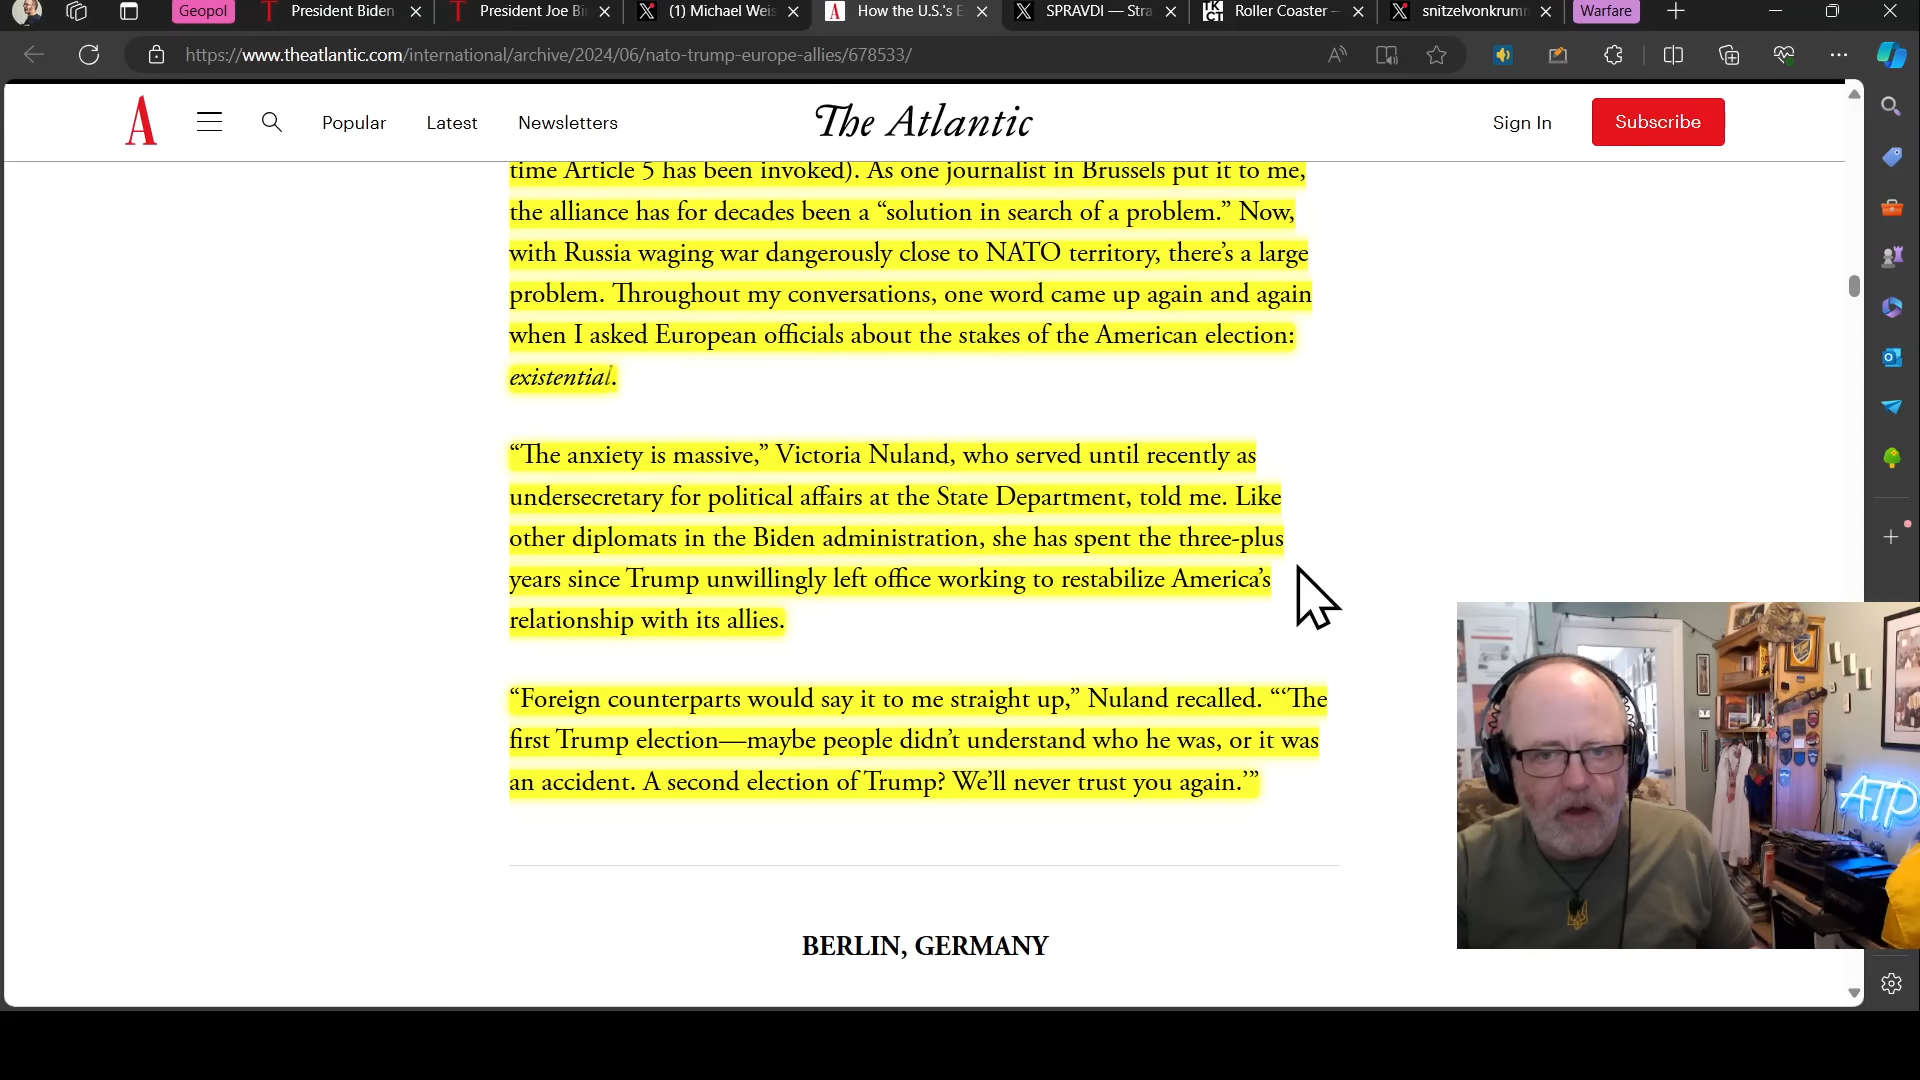 Geopol
President Biden
President Joe Bi
(1) Michael Weis
How the U.S.'s E
SPRAVDI — Stra
Roller Coaster –
snitzelvonkrum
Warfare
https://www.theatlantic.com/international/archive/2024/06/nato-trump-europe-allies/678533/
Popular
Latest
Newsletters
The Atlantic
Sign In
Subscribe
time Article 5 has been invoked). As one journalist in Brussels put it to me,
the alliance has for decades been a “solution in search of a problem.” Now,
with Russia waging war dangerously close to NATO territory, there’s a large
problem. Throughout my conversations, one word came up again and again
when I asked European officials about the stakes of the American election:
existential.
“The anxiety is massive,” Victoria Nuland, who served until recently as
undersecretary for political affairs at the State Department, told me. Like
other diplomats in the Biden administration, she has spent the three-plus
years since Trump unwillingly left office working to restabilize America’s
relationship with its allies.
“Foreign counterparts would say it to me straight up,” Nuland recalled. “‘The
first Trump election—maybe people didn’t understand who he was, or it was
an accident. A second election of Trump? We’ll never trust you again.’”
BERLIN, GERMANY
ATP